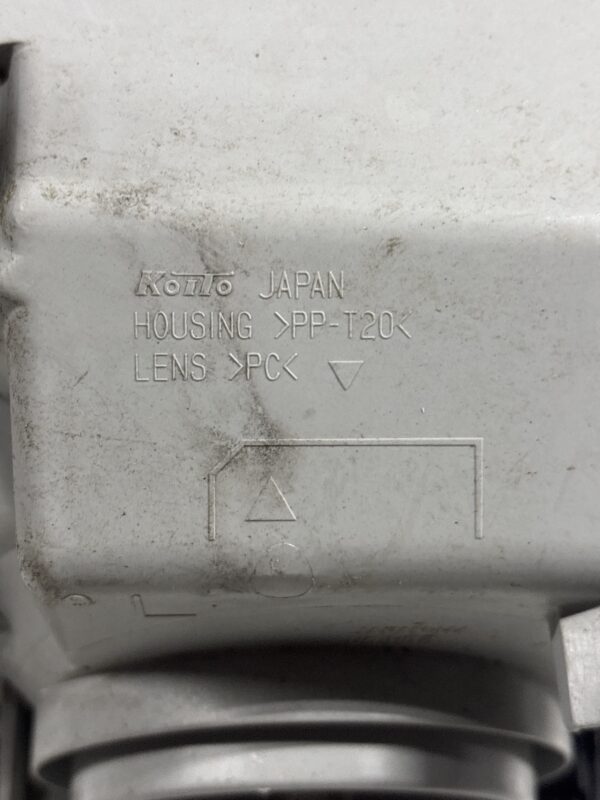 KOITO JAPAN
HOUSING >PP-T20<
LENS >PC<
L